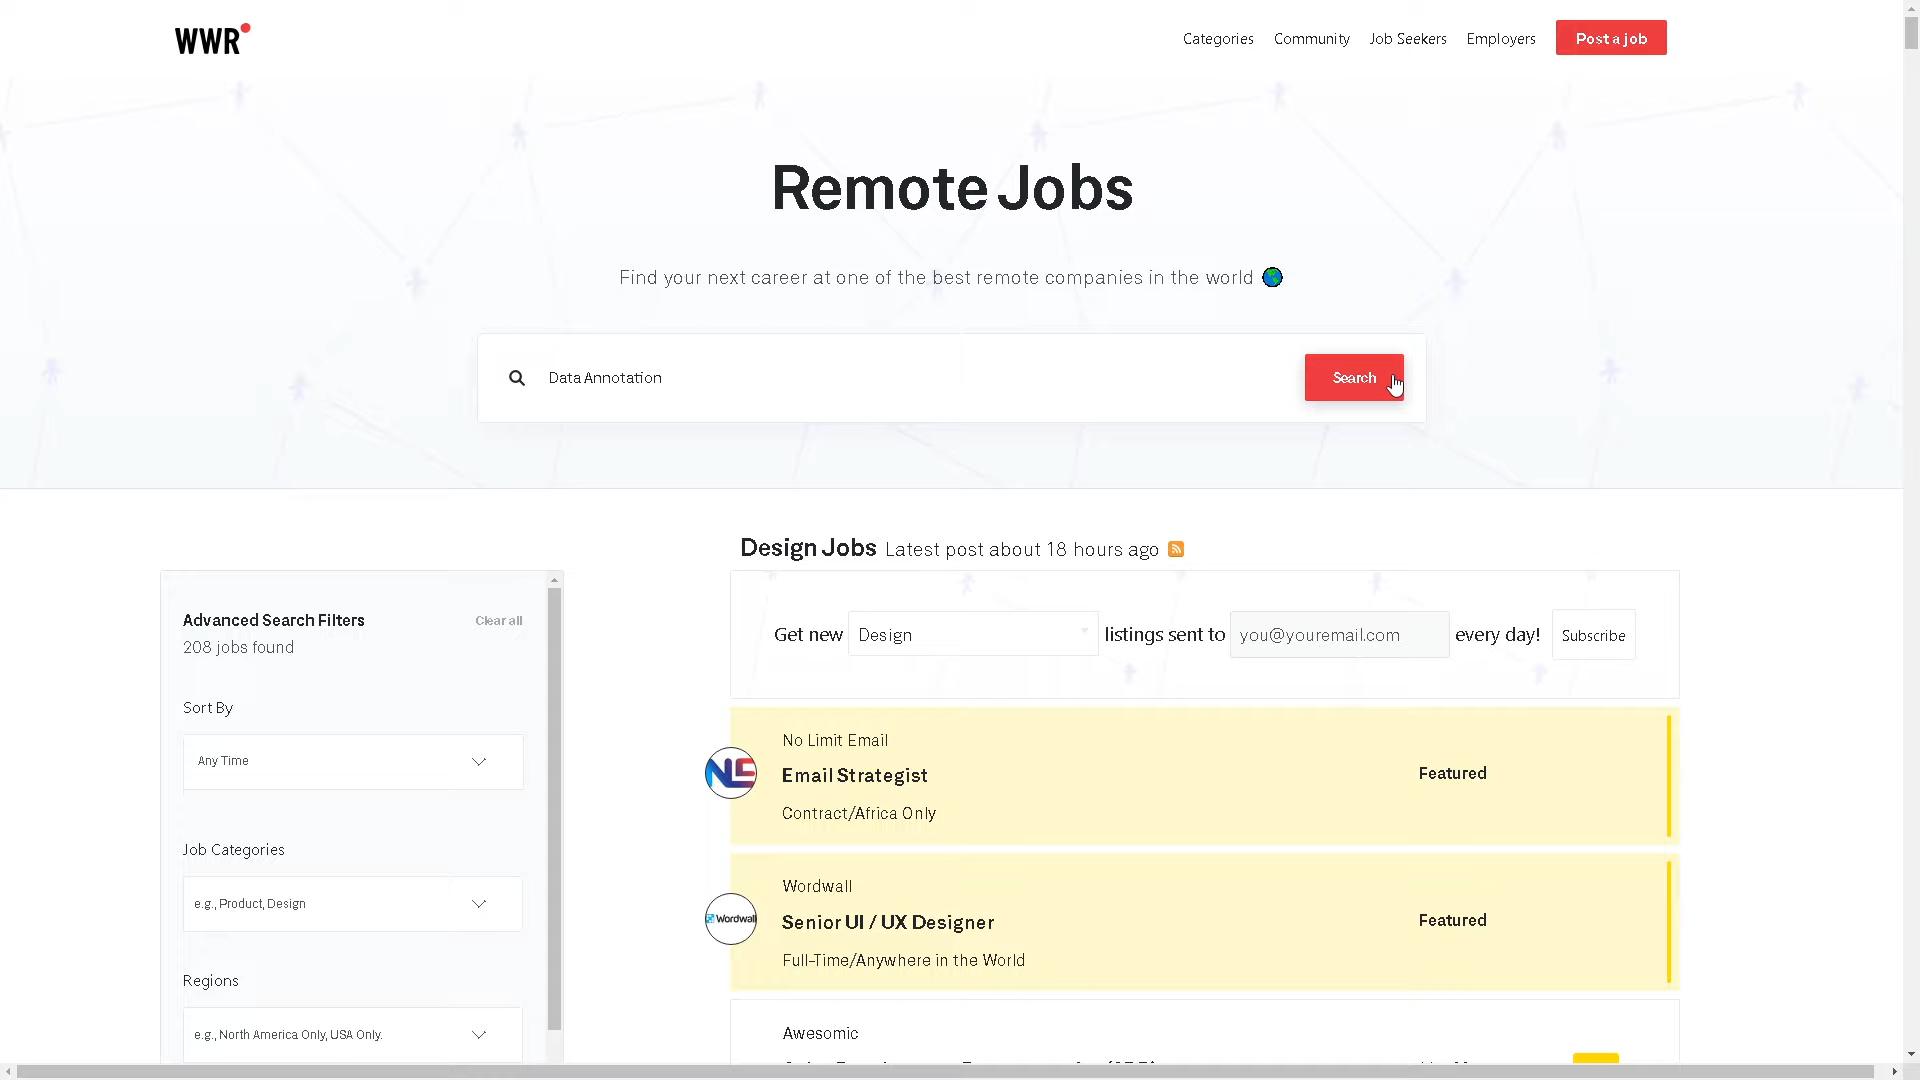 WWR
Categories Community Job Seekers Employers Post a job
Remote Jobs
Find your next career at one of the best remote companies in the world
Data Annotation Search
Design Jobs Latest post about 18 hours ago
Advanced Search Filters Clear all
208 jobs found
Sort By
Any Time
Job Categories
e.g., Product, Design
Regions
e.g., North America Only, USA Only.
Get new Design listings sent to you@youremail.com every day! Subscribe
No Limit Email
Email Strategist Featured
Contract/Africa Only
Wordwall
Wordwall
Senior UI / UX Designer Featured
Full-Time/Anywhere in the World
Awesomic